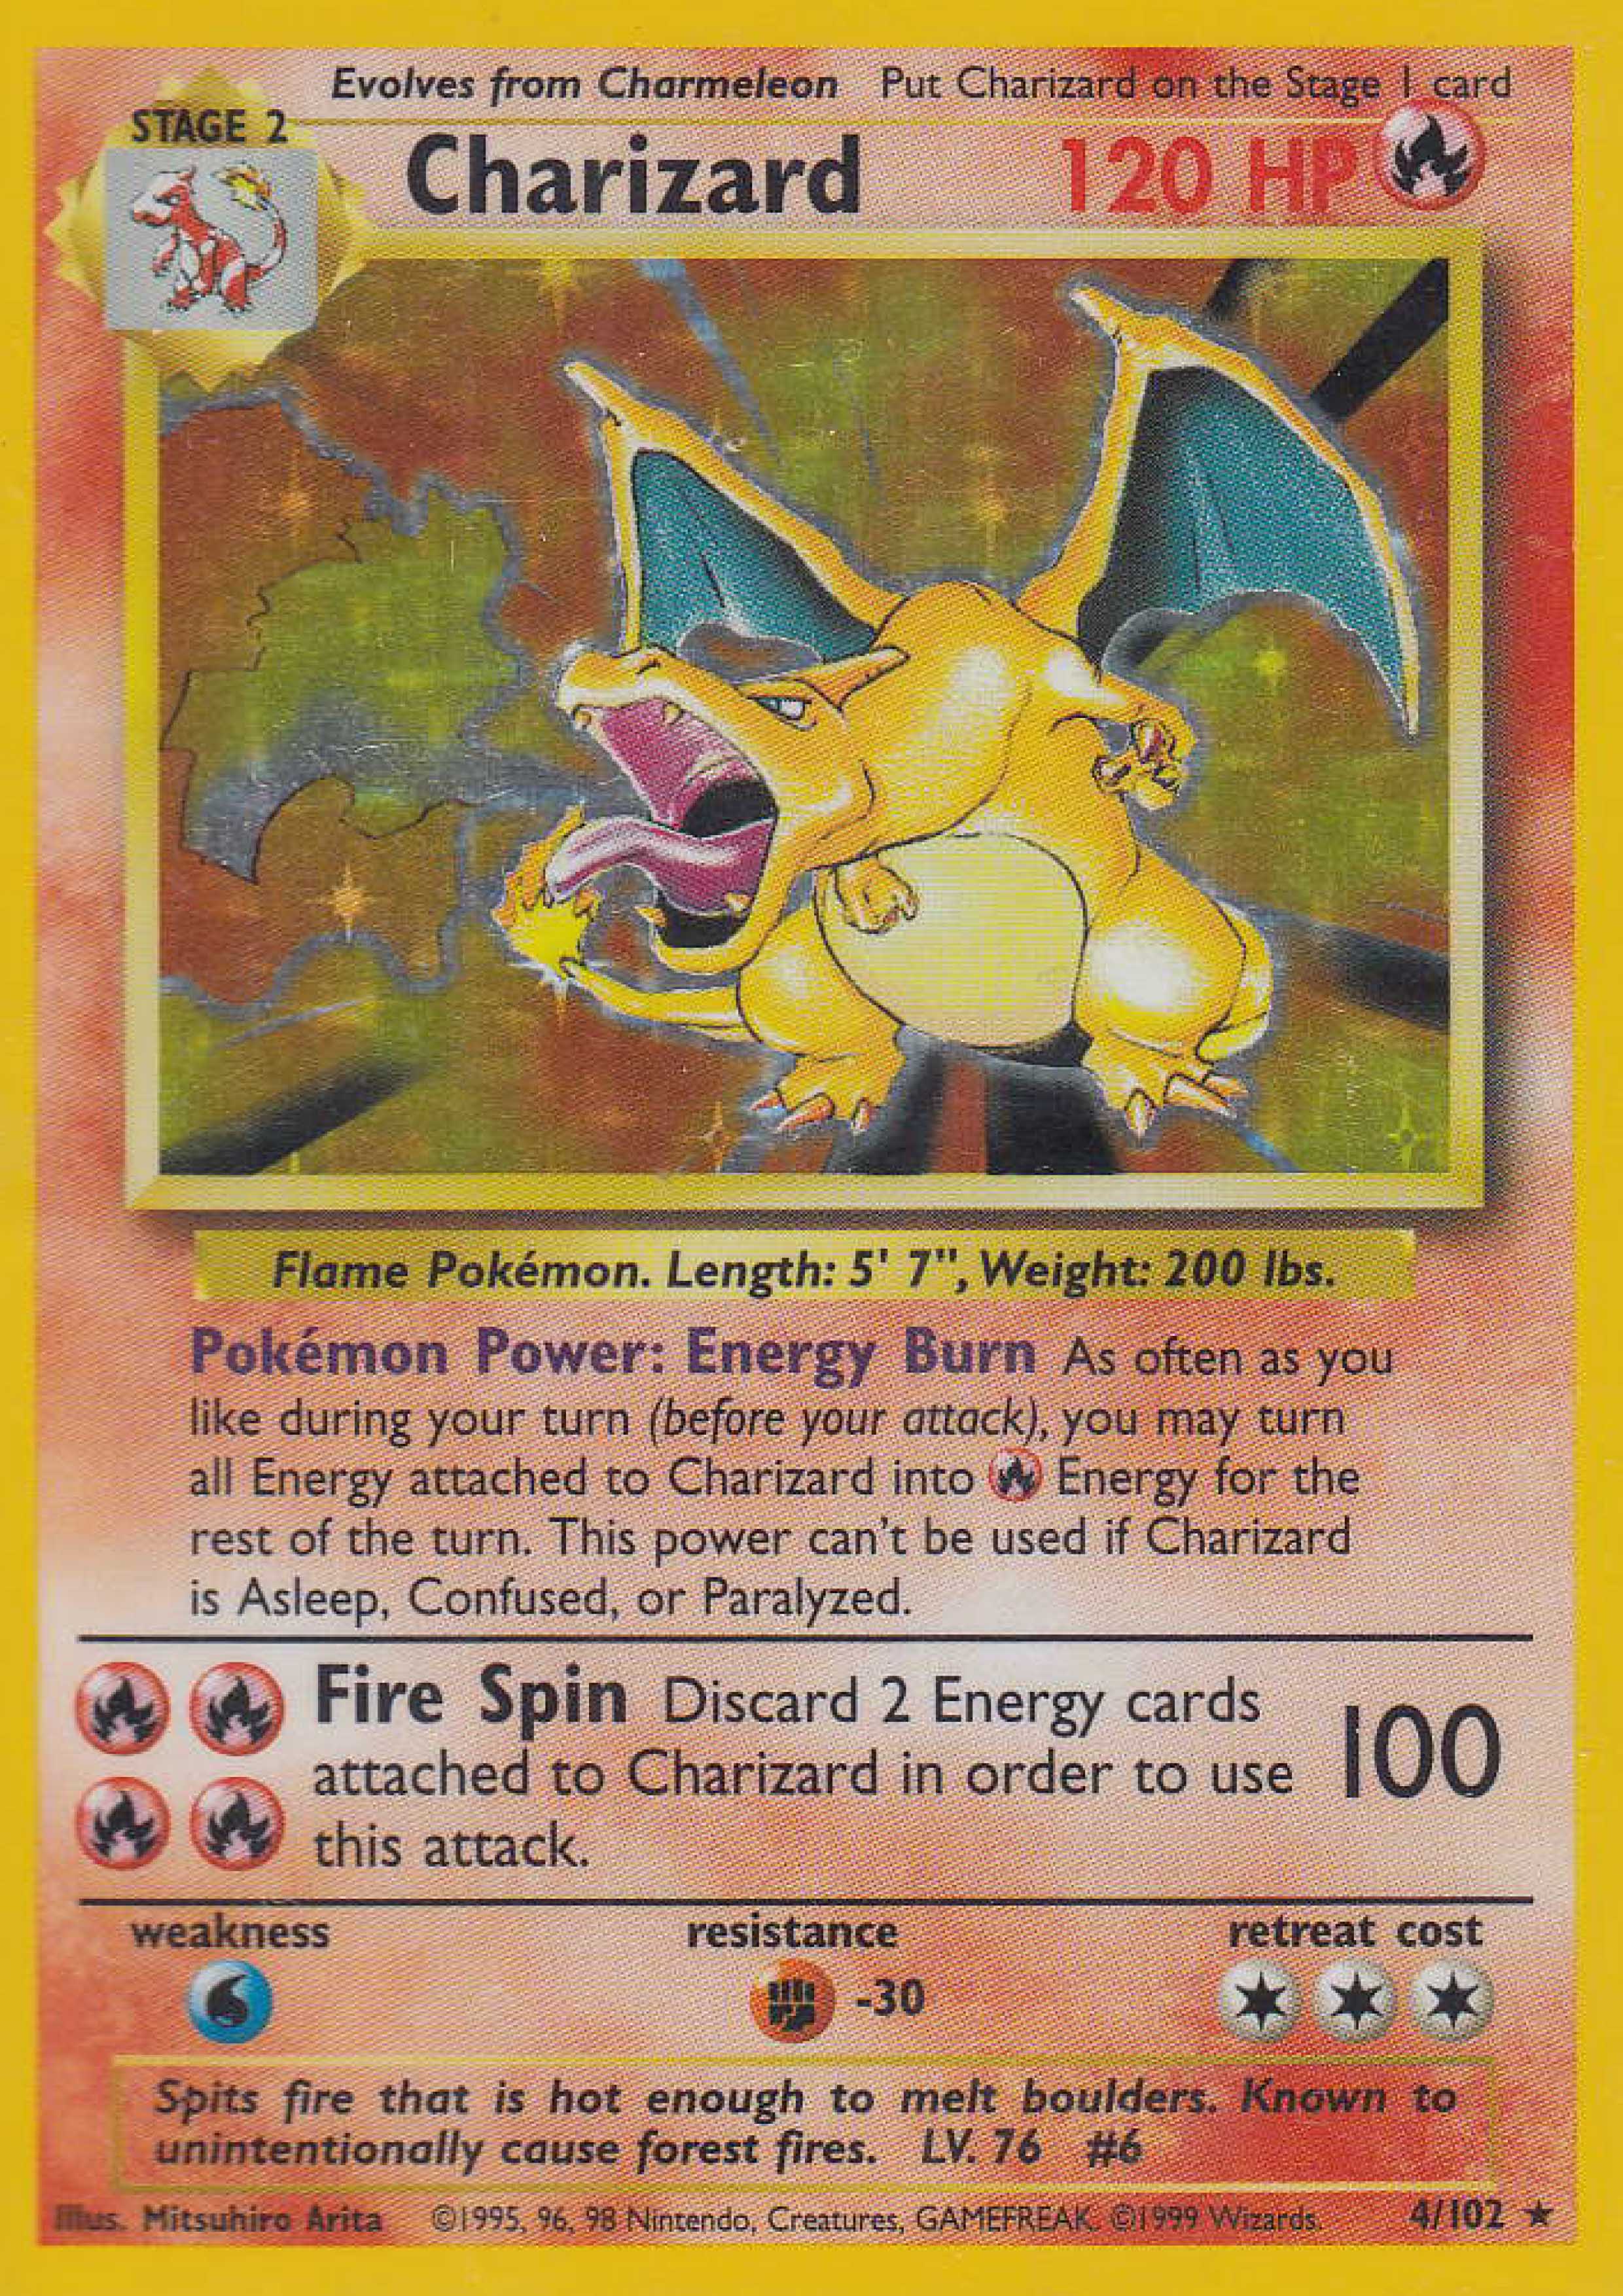 Evolves from Charmeleon Put Charizard on the Stage 1 card
STAGE 2
Charizard 120 HP
Flame Pokémon. Length: 5' 7", Weight: 200 lbs.
Pokémon Power: Energy Burn As often as you
like during your turn (before your attack), you may turn
all Energy attached to Charizard into Energy for the
rest of the turn. This power can't be used if Charizard
is Asleep, Confused, or Paralyzed.
Fire Spin Discard 2 Energy cards
attached to Charizard in order to use 100
this attack.
weakness resistance retreat cost
-30
Spits fire that is hot enough to melt boulders. Known to
unintentionally cause forest fires. LV. 76 #6
Illus. Mitsuhiro Arita ©1995, 96, 98 Nintendo, Creatures, GAMEFREAK. ©1999 Wizards. 4/102 ★